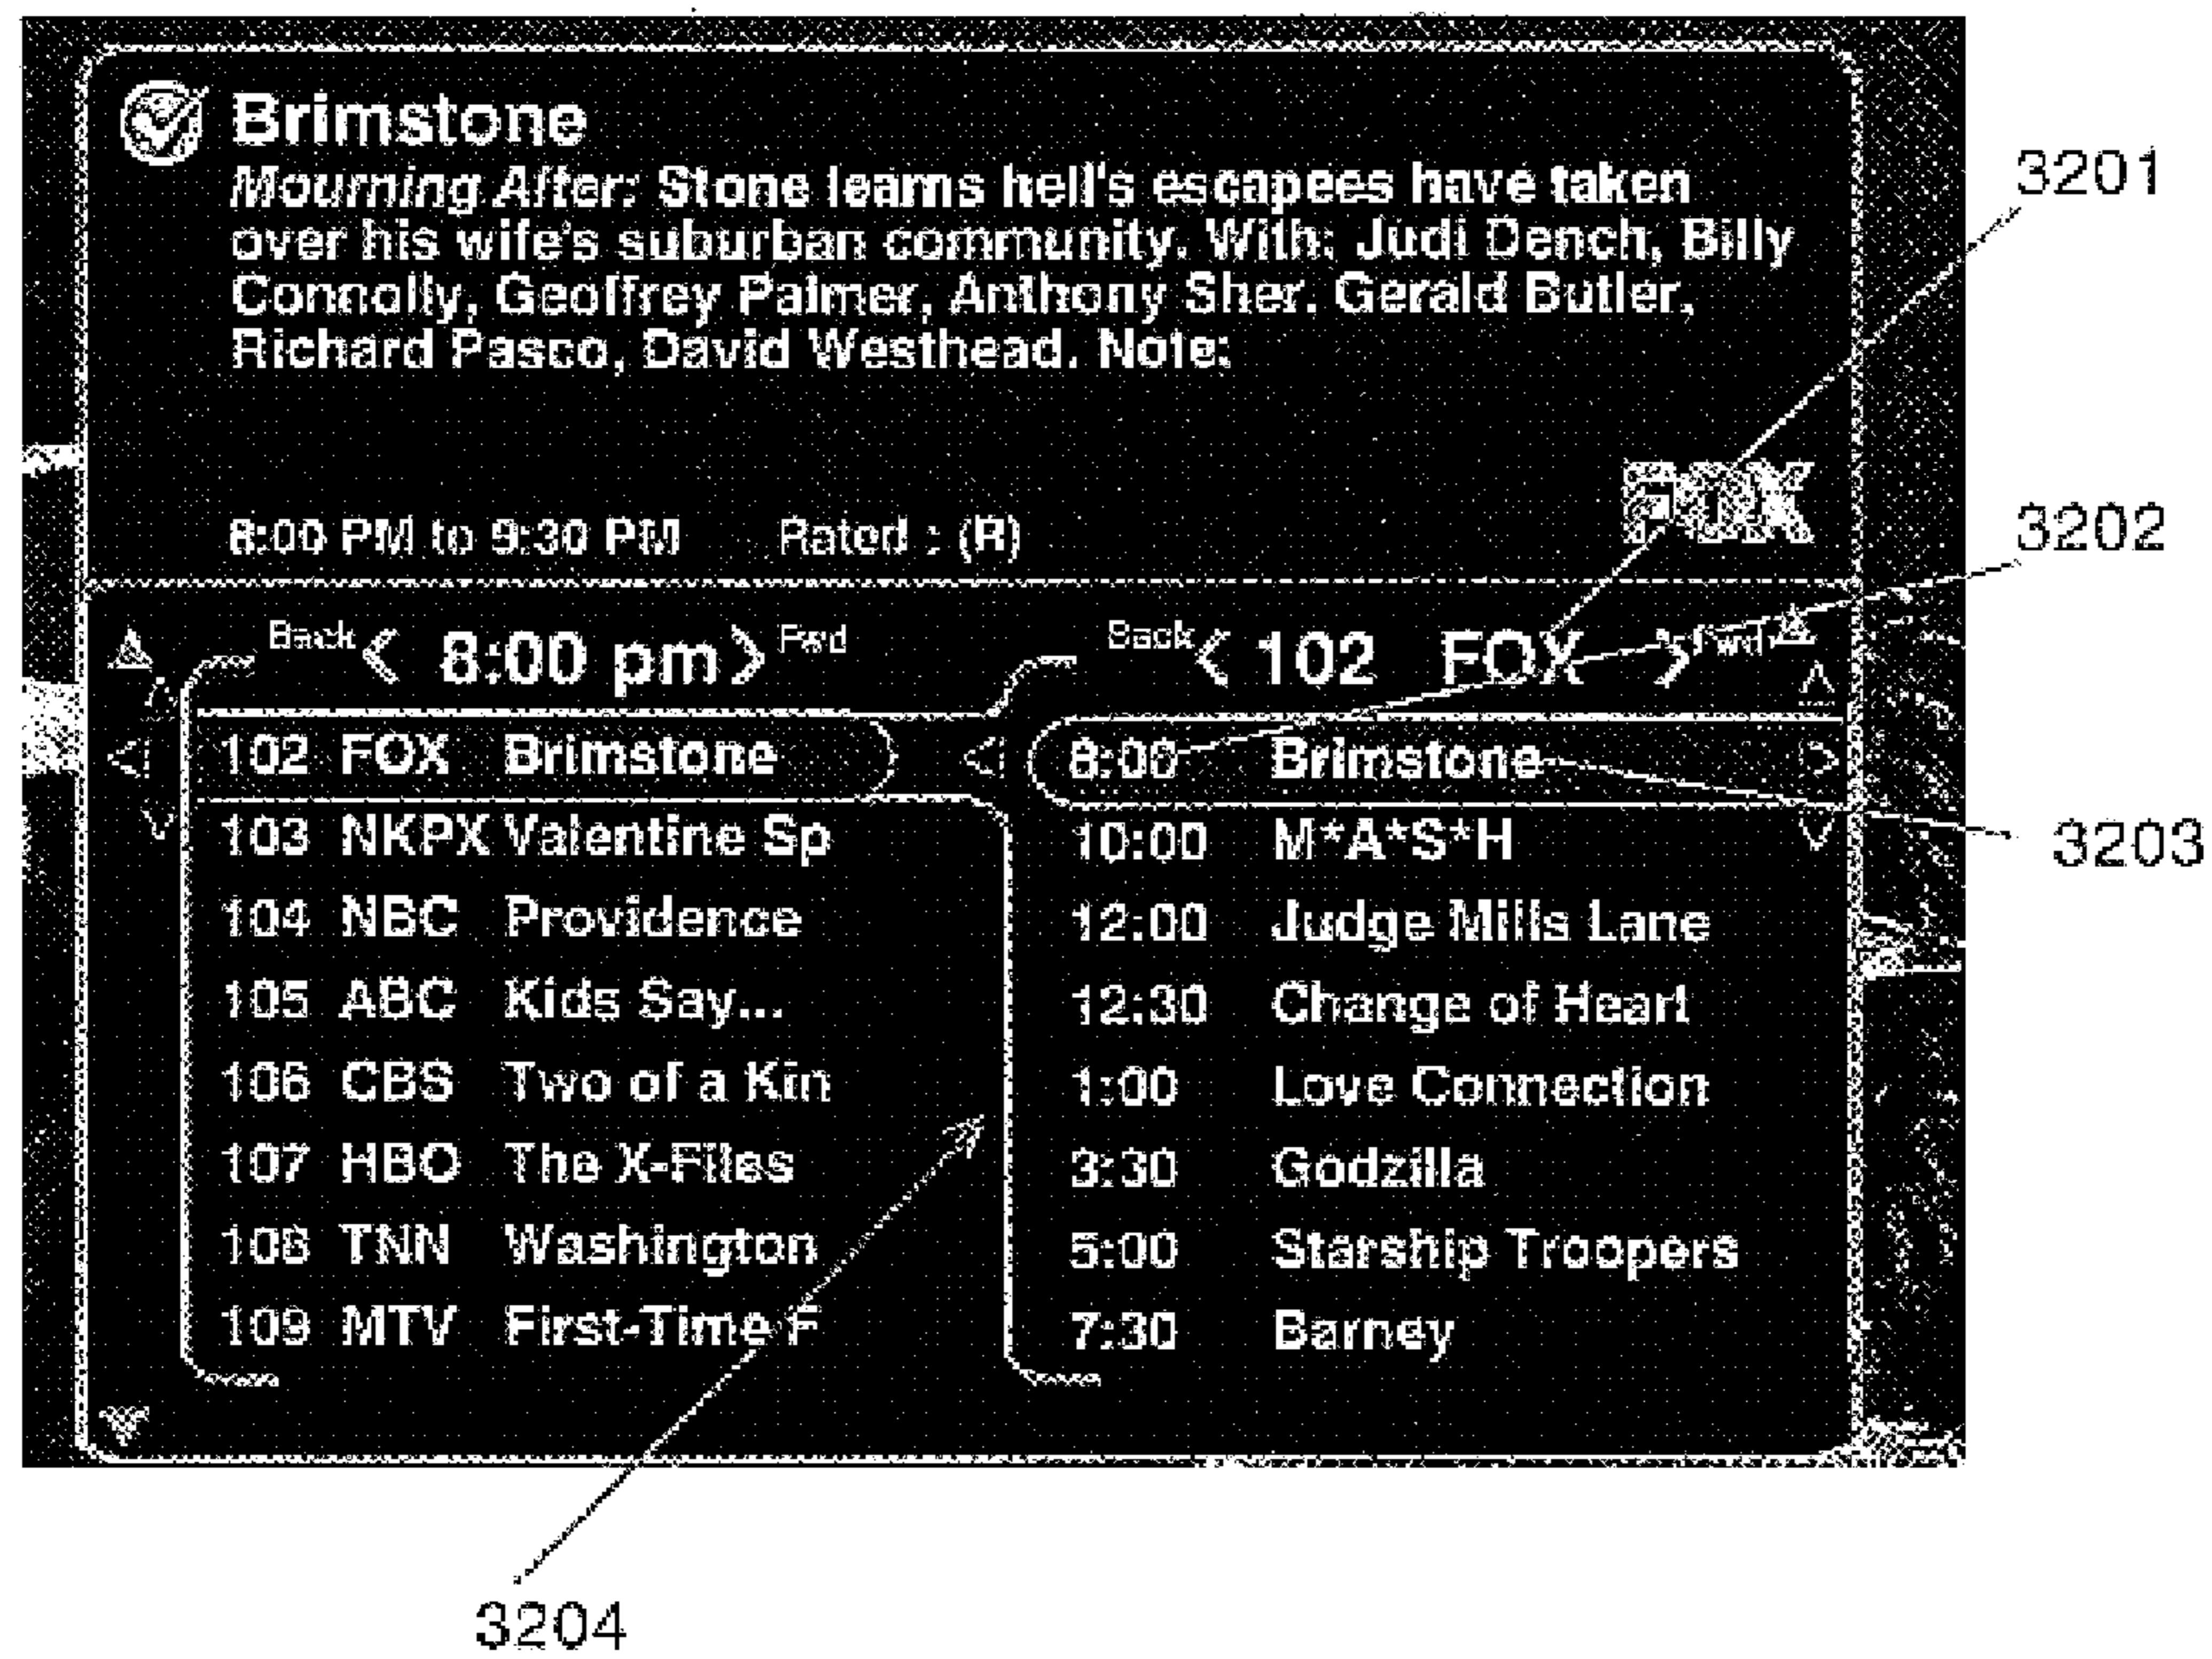 Brimstone
Mourning After: Stone learns hell's escapees have taken
over his wife's suburban community. With: Judi Dench, Billy
Connolly, Geoffrey Palmer, Anthony Sher. Gerald Butler,
Richard Pasco, David Westhead. Note:
FOX
8:00 PM to 9:30 PM Rated : (R)
Back < 8:00 pm > Fwd
102 FOX Brimstone
103 NKPX Valentine Sp
104 NBC Providence
105 ABC Kids Say...
106 CBS Two of a Kin
107 HBO The X-Files
108 TNN Washington
109 MTV First-Time F
Back < 102 FOX > Fwd
8:00 Brimstone
10:00 M*A*S*H
12:00 Judge Mills Lane
12:30 Change of Heart
1:00 Love Connection
3:30 Godzilla
5:00 Starship Troopers
7:30 Barney
3201
3202
3203
3204